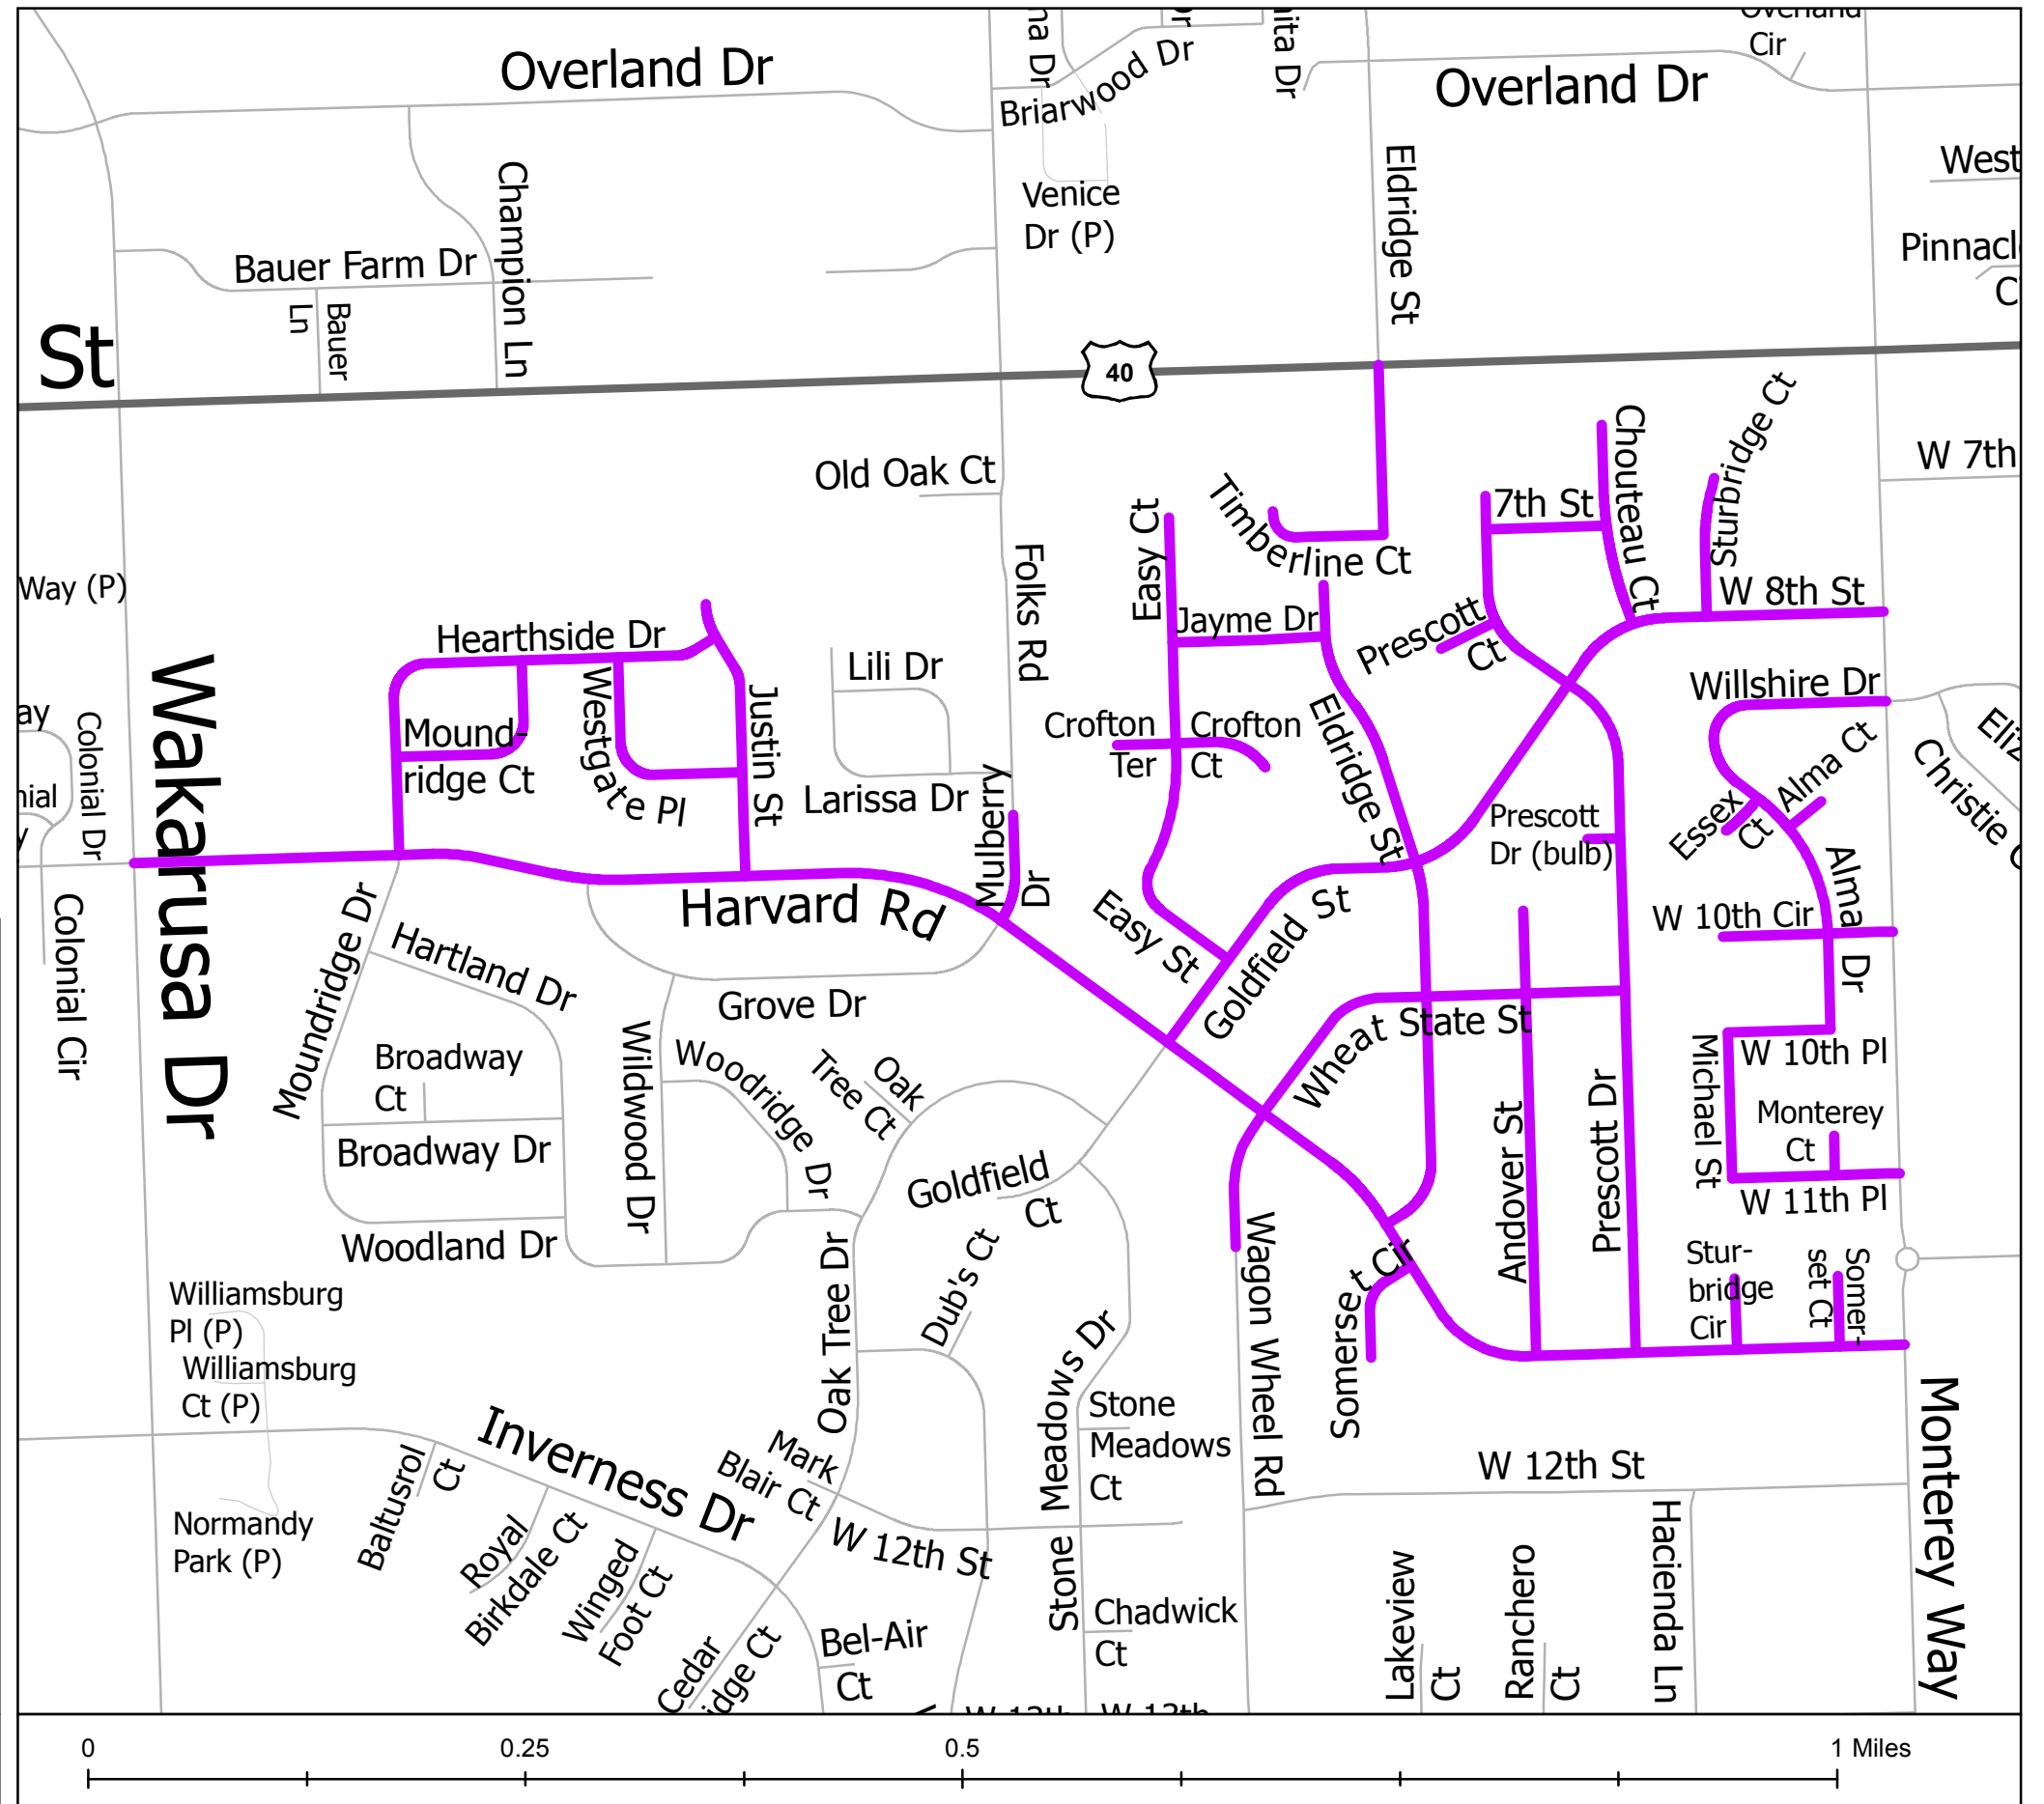 Overland Dr
Briarwood Dr
Overland Dr
Cir
Champion Ln
Venice
Dr (P)
Eldridge St
West
Bauer Farm Dr
Bauer
Ln
St
40
Old Oak Ct
W 7th
Way (P)
Folks Rd
Easy Ct
Timberline Ct
7th St
Chouteau Ct
Sturbridge Ct
W 8th St
Jayme Dr
Prescott
Ct
Hearthside Dr
Mound-
ridge Ct
Westgate Pl
Justin St
Lili Dr
Larissa Dr
Mulberry
Dr
Crofton
Ter
Crofton
Ct
Eldridge St
Willshire Dr
Alma Ct
Essex
Ct
Christie
Wakarusa Dr
Colonial Dr
Colonial Cir
Harvard Rd
Easy St
Goldfield St
Prescott
Dr (bulb)
W 10th Cir
Alma Dr
Moundridge Dr
Hartland Dr
Grove Dr
Wildwood Dr
Woodridge Dr
Oak
Tree Ct
Broadway
Ct
Broadway Dr
Woodland Dr
Goldfield
Ct
Wheat State St
Andover St
Prescott Dr
W 10th Pl
Michael St
Monterey
Ct
W 11th Pl
Stur-
bridge
Cir
Somer-
set Ct
Williamsburg
Pl (P)
Williamsburg
Ct (P)
Normandy
Park (P)
Oak Tree Dr
Dub's Ct
Stone Meadows Dr
Stone
Meadows
Ct
Wagon Wheel Rd
Somerset Cir
Monterey Way
Inverness Dr
Baltusrol
Ct
Royal
Birkdale Ct
Winged
Foot Ct
Mark
Blair Ct
W 12th St
W 12th St
Cedar
Bel-Air
Ct
Chadwick
Ct
Lakeview
Ct
Ranchero
Ct
Hacienda Ln
0
0.25
0.5
1 Miles